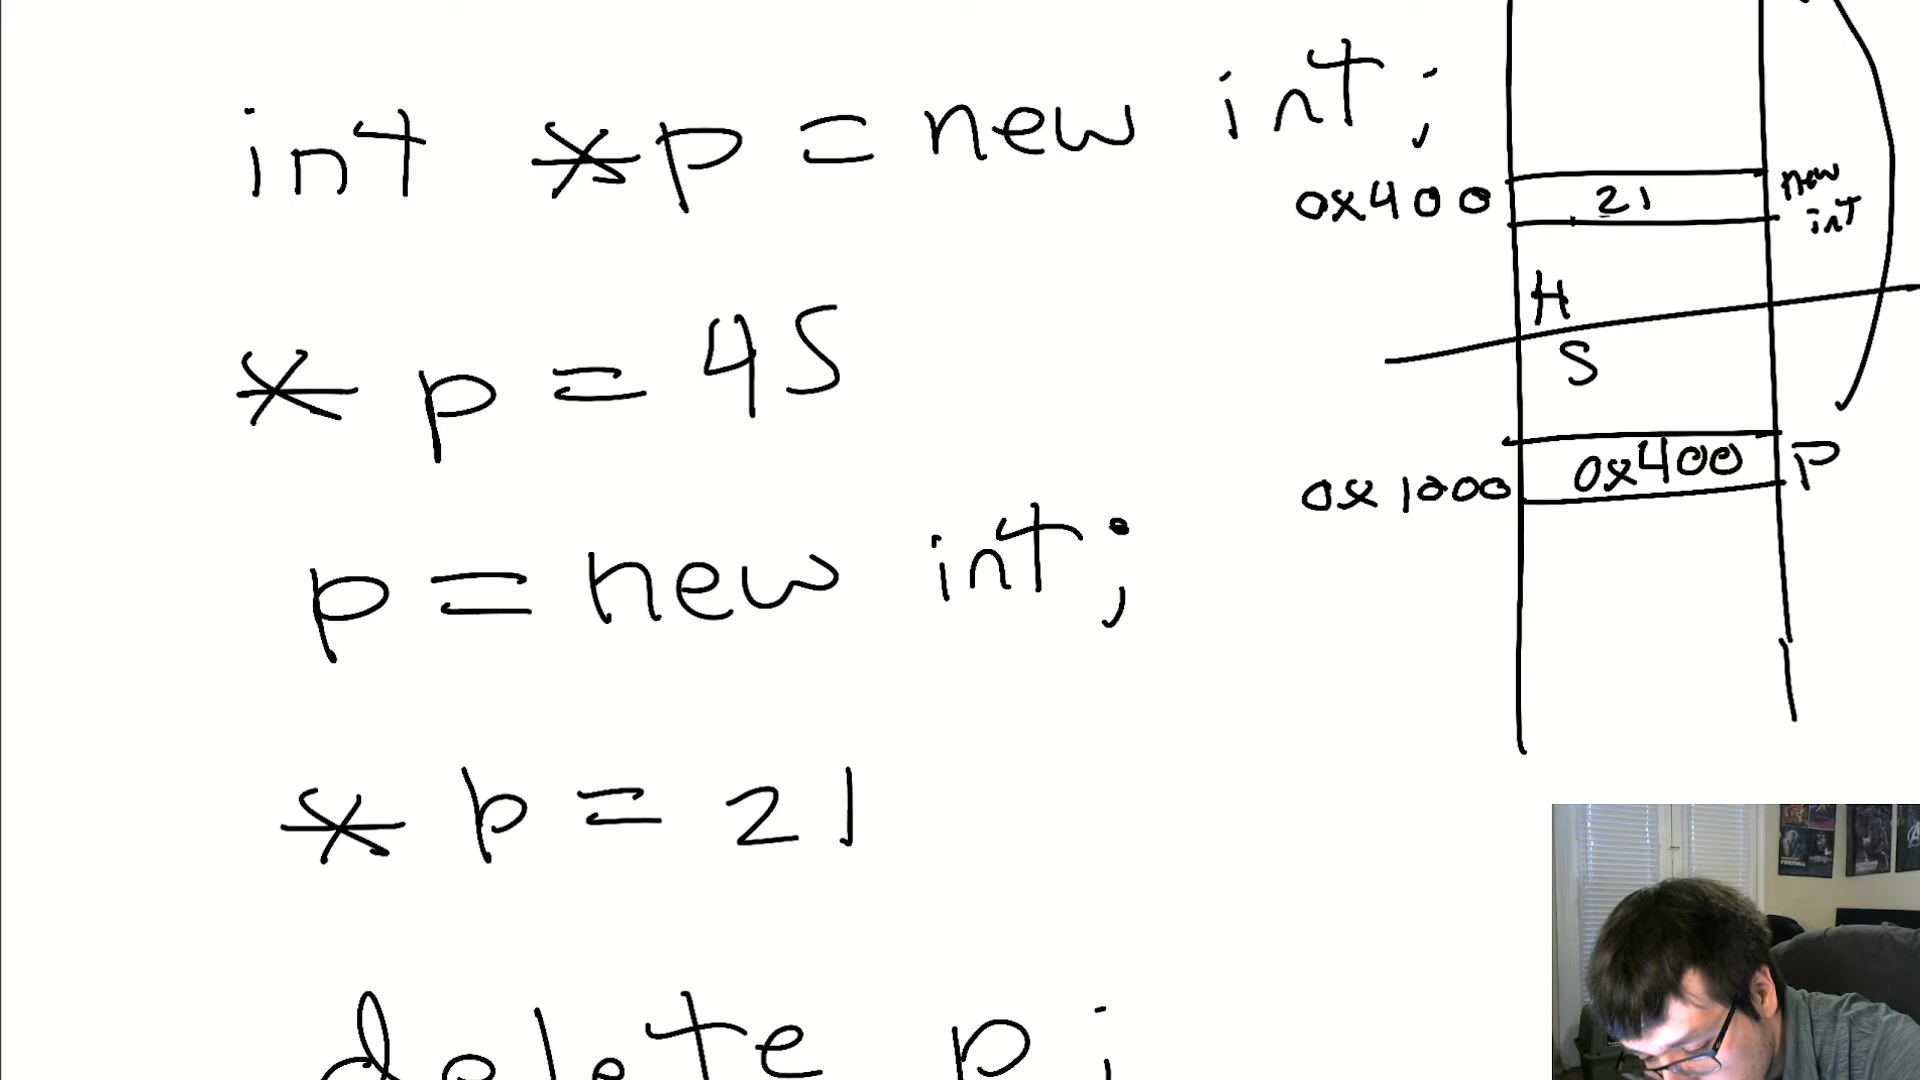 int *p = new int;
* p = 45
p = new int;
* p = 21
delete p;
0x400 21 new int
H
S
0x1000 0x400 P